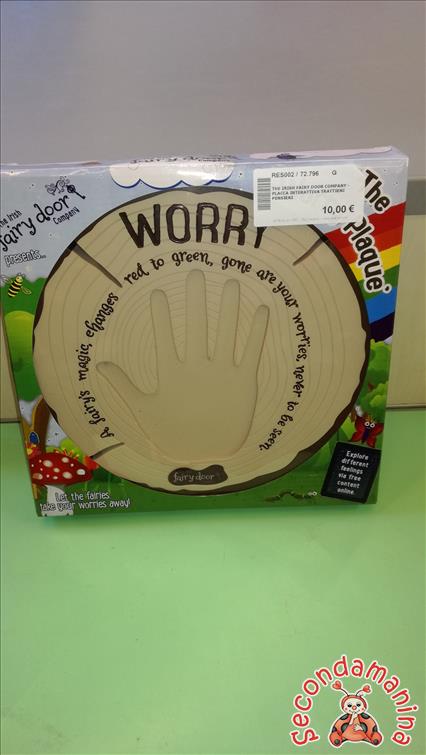 The Irish
fairy door
Company
presents...
RES002 / 72.796 G
THE IRISH FAIRY DOOR COMPANY -
PLACCA INTERATTIVA TRATTIENI
PENSIERI
10,00 €
The
plaque
WORRY
A fairy's magic, changes red to green, gone are your worries, never to be seen.
fairy door
Let the fairies
take your worries away!
Explore
different
feelings
via free
content
online.
secondamanina